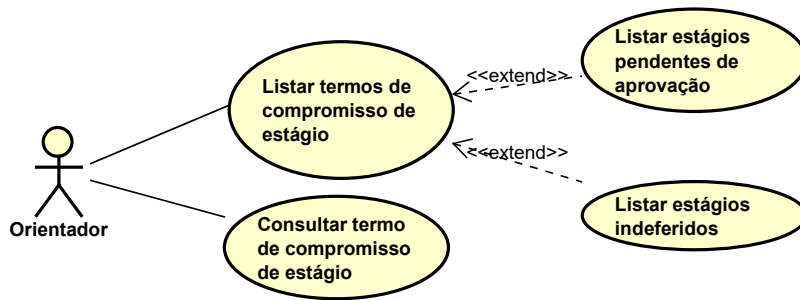 Listar estágios
pendentes de
aprovação
<<extend>>
Listar termos de
compromisso de
estágio
<<extend>>
Listar estágios
indeferidos
Orientador
Consultar termo
de compromisso
de estágio